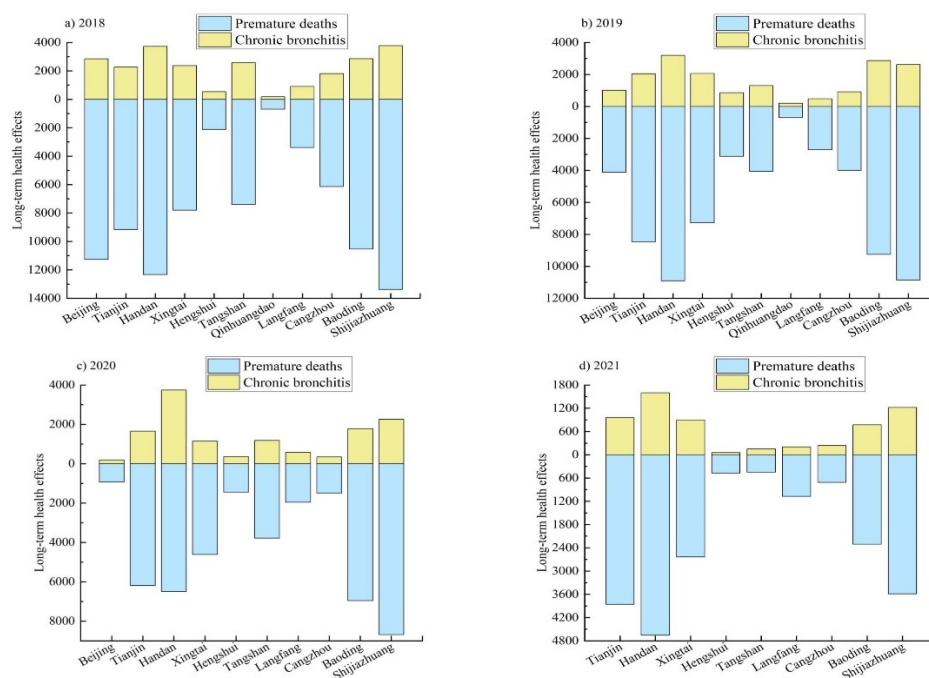 a) 2018
Premature deaths
Chronic bronchitis
Long-term health effects
4000
2000
0
2000
4000
6000
8000
10000
12000
14000
Beijing
Tianjin
Handan
Xingtai
Hengshui
Tangshan
Qinhuangdao
Langfang
Cangzhou
Baoding
Shijiazhuang
b) 2019
Premature deaths
Chronic bronchitis
Long-term health effects
4000
2000
0
2000
4000
6000
8000
10000
12000
Beijing
Tianjin
Handan
Xingtai
Hengshui
Tangshan
Qinhuangdao
Langfang
Cangzhou
Baoding
Shijiazhuang
c) 2020
Premature deaths
Chronic bronchitis
Long-term health effects
4000
2000
0
2000
4000
6000
8000
Beijing
Tianjin
Handan
Xingtai
Hengshui
Tangshan
Langfang
Cangzhou
Baoding
Shijiazhuang
d) 2021
Premature deaths
Chronic bronchitis
Long-term health effects
1800
1200
600
0
600
1200
1800
2400
3000
3600
4200
4800
Tianjin
Handan
Xingtai
Hengshui
Tangshan
Langfang
Cangzhou
Baoding
Shijiazhuang